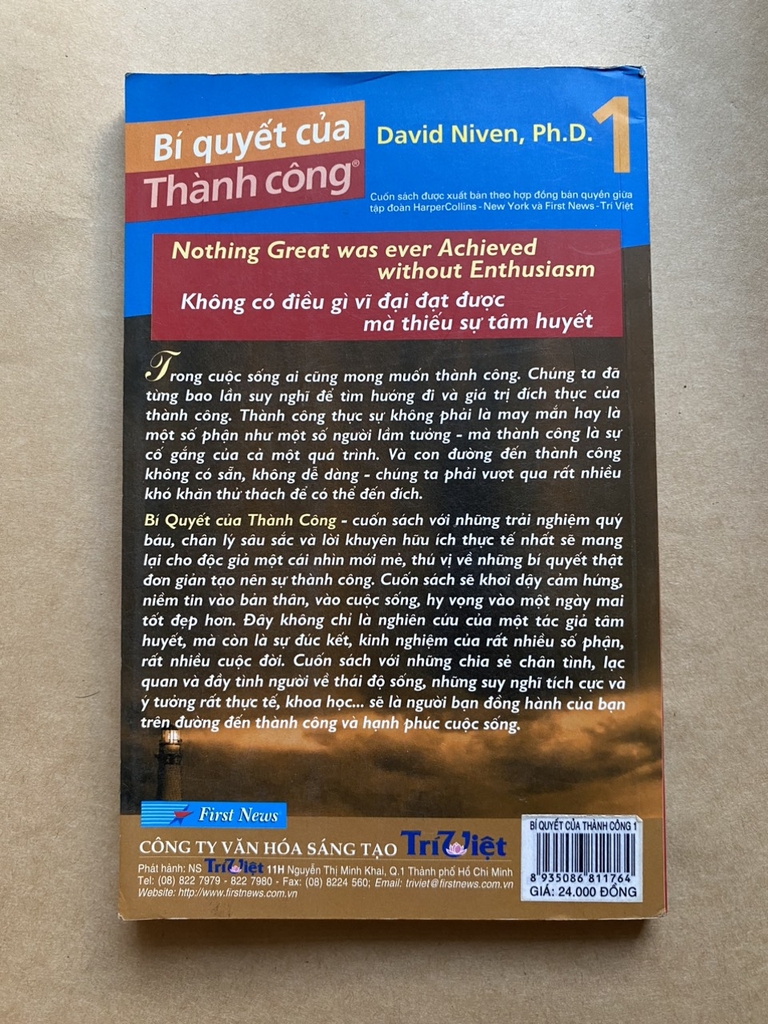 Bí quyết của
Thành công®
David Niven, Ph.D.
1
Cuốn sách được xuất bản theo hợp đồng bản quyền giữa
tập đoàn HarperCollins - New York và First News - Trí Việt
Nothing Great was ever Achieved
without Enthusiasm
Không có điều gì vĩ đại đạt được
mà thiếu sự tâm huyết
Trong cuộc sống ai cũng mong muốn thành công. Chúng ta đã
từng bao lần suy nghĩ để tìm hướng đi và giá trị đích thực của
thành công. Thành công thực sự không phải là may mắn hay là
một số phận như một số người lầm tưởng - mà thành công là sự
cố gắng của cả một quá trình. Và con đường đến thành công
không có sẵn, không dễ dàng - chúng ta phải vượt qua rất nhiều
khó khăn thử thách để có thể đến đích.
Bí Quyết của Thành Công - cuốn sách với những trải nghiệm quý
báu, chân lý sâu sắc và lời khuyên hữu ích thực tế nhất sẽ mang
lại cho độc giả một cái nhìn mới mẻ, thú vị về những bí quyết thật
đơn giản tạo nên sự thành công. Cuốn sách sẽ khơi dậy cảm hứng,
niềm tin vào bản thân, vào cuộc sống, hy vọng vào một ngày mai
tốt đẹp hơn. Đây không chỉ là nghiên cứu của một tác giả tâm
huyết, mà còn là sự đúc kết, kinh nghiệm của rất nhiều số phận,
rất nhiều cuộc đời. Cuốn sách với những chia sẻ chân tình, lạc
quan và đầy tình người về thái độ sống, những suy nghĩ tích cực và
ý tưởng rất thực tế, khoa học... sẽ là người bạn đồng hành của bạn
trên đường đến thành công và hạnh phúc cuộc sống.
First News
CÔNG TY VĂN HÓA SÁNG TẠO Trí Việt
Phát hành: NS Trí Việt 11H Nguyễn Thị Minh Khai, Q.1 Thành phố Hồ Chí Minh
Tel: (08) 822 7979 - 822 7980 - Fax: (08) 8224 560; Email: triviet@firstnews.com.vn
Website: http://www.firstnews.com.vn
BÍ QUYẾT CỦA THÀNH CÔNG 1
8 935086 811764
GIÁ: 24.000 ĐỒNG